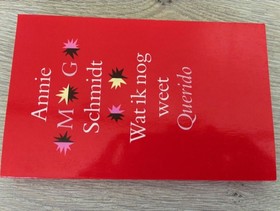 Annie
M G
Schmidt
Wat ik nog
weet
Querido